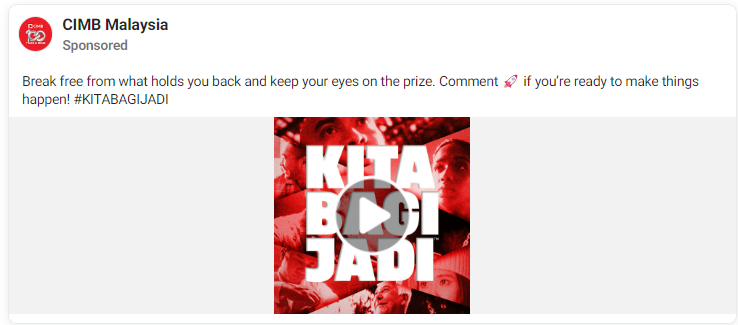 CIMB Malaysia
Sponsored
Break free from what holds you back and keep your eyes on the prize. Comment 🚀 if you’re ready to make things
happen! #KITABAGIJADI
KITA
BAGI
JADI